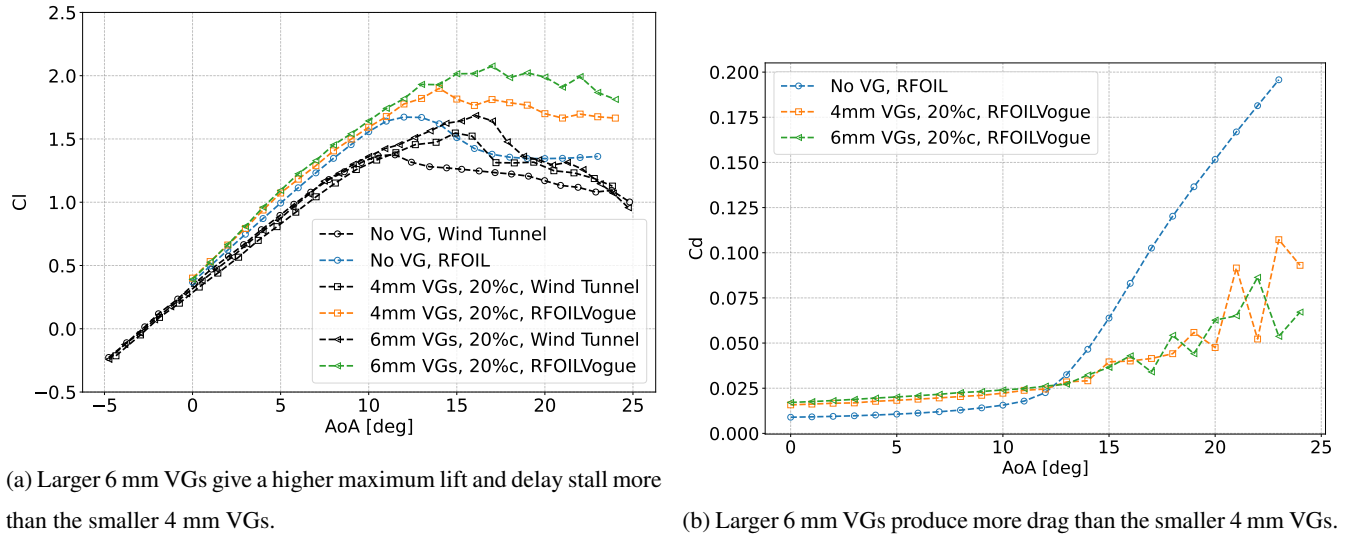 2.5
2.0
1.5
1.0
0.5
0.0
−0.5
Cl
−5
0
5
10
15
20
25
AoA [deg]
No VG, Wind Tunnel
No VG, RFOIL
4mm VGs, 20%c, Wind Tunnel
4mm VGs, 20%c, RFOILVogue
6mm VGs, 20%c, Wind Tunnel
6mm VGs, 20%c, RFOILVogue
(a) Larger 6 mm VGs give a higher maximum lift and delay stall more
than the smaller 4 mm VGs.
0.200
0.175
0.150
0.125
0.100
0.075
0.050
0.025
0.000
Cd
0
5
10
15
20
25
AoA [deg]
No VG, RFOIL
4mm VGs, 20%c, RFOILVogue
6mm VGs, 20%c, RFOILVogue
(b) Larger 6 mm VGs produce more drag than the smaller 4 mm VGs.